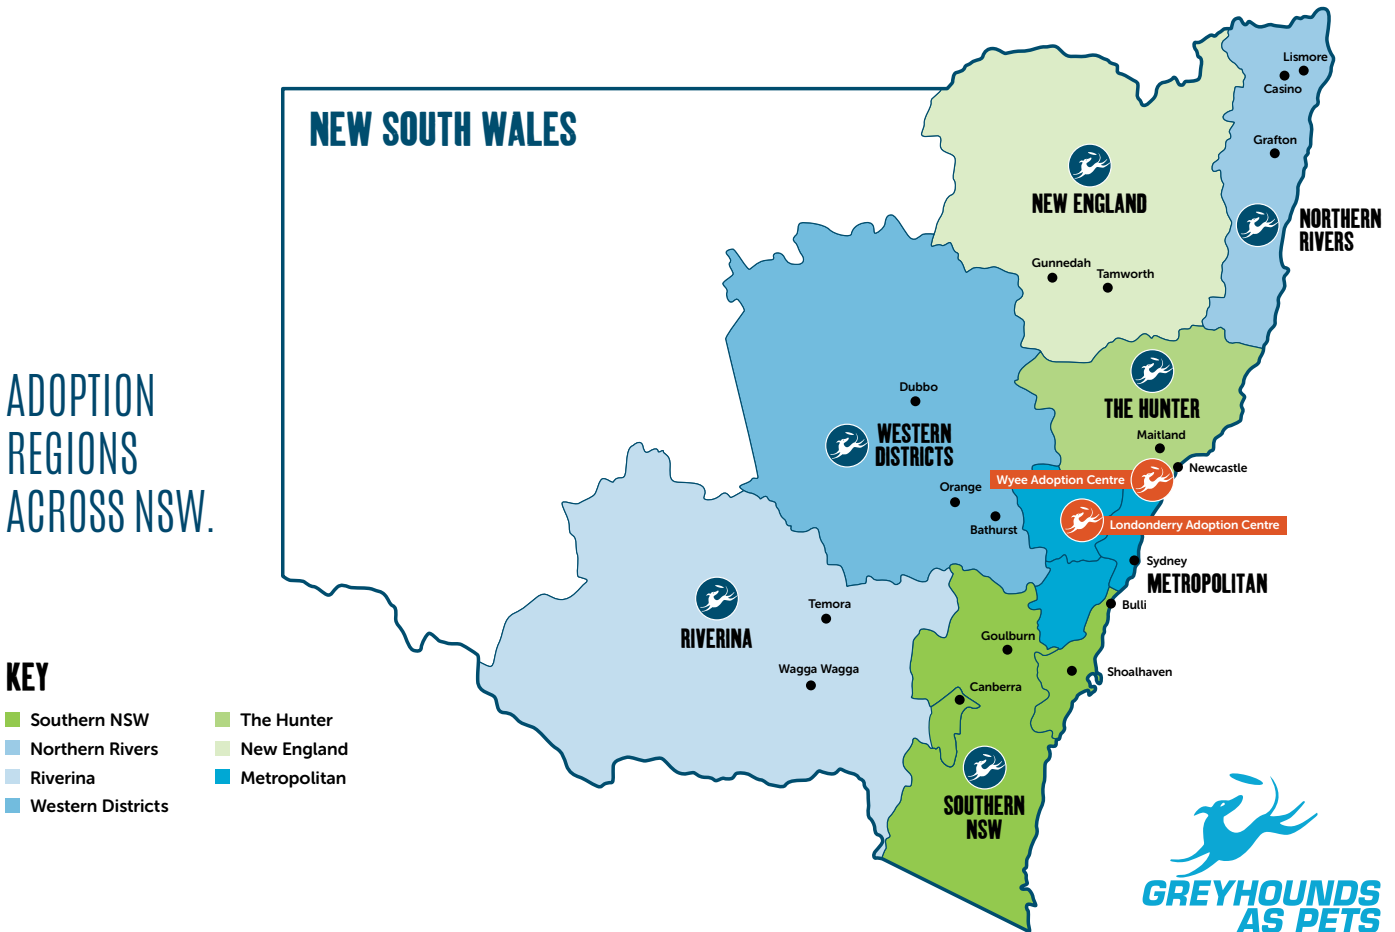 NEW SOUTH WALES
ADOPTION
REGIONS
ACROSS NSW.
Lismore
Casino
Grafton
NEW ENGLAND
NORTHERN
RIVERS
Gunnedah
Tamworth
THE HUNTER
Maitland
Newcastle
Dubbo
WESTERN
DISTRICTS
Wyee Adoption Centre
Orange
Bathurst
Londonderry Adoption Centre
Sydney
METROPOLITAN
Bulli
Temora
RIVERINA
Goulburn
Wagga Wagga
Shoalhaven
Canberra
SOUTHERN
NSW
KEY
Southern NSW
Northern Rivers
Riverina
Western Districts
The Hunter
New England
Metropolitan
GREYHOUNDS
AS PETS